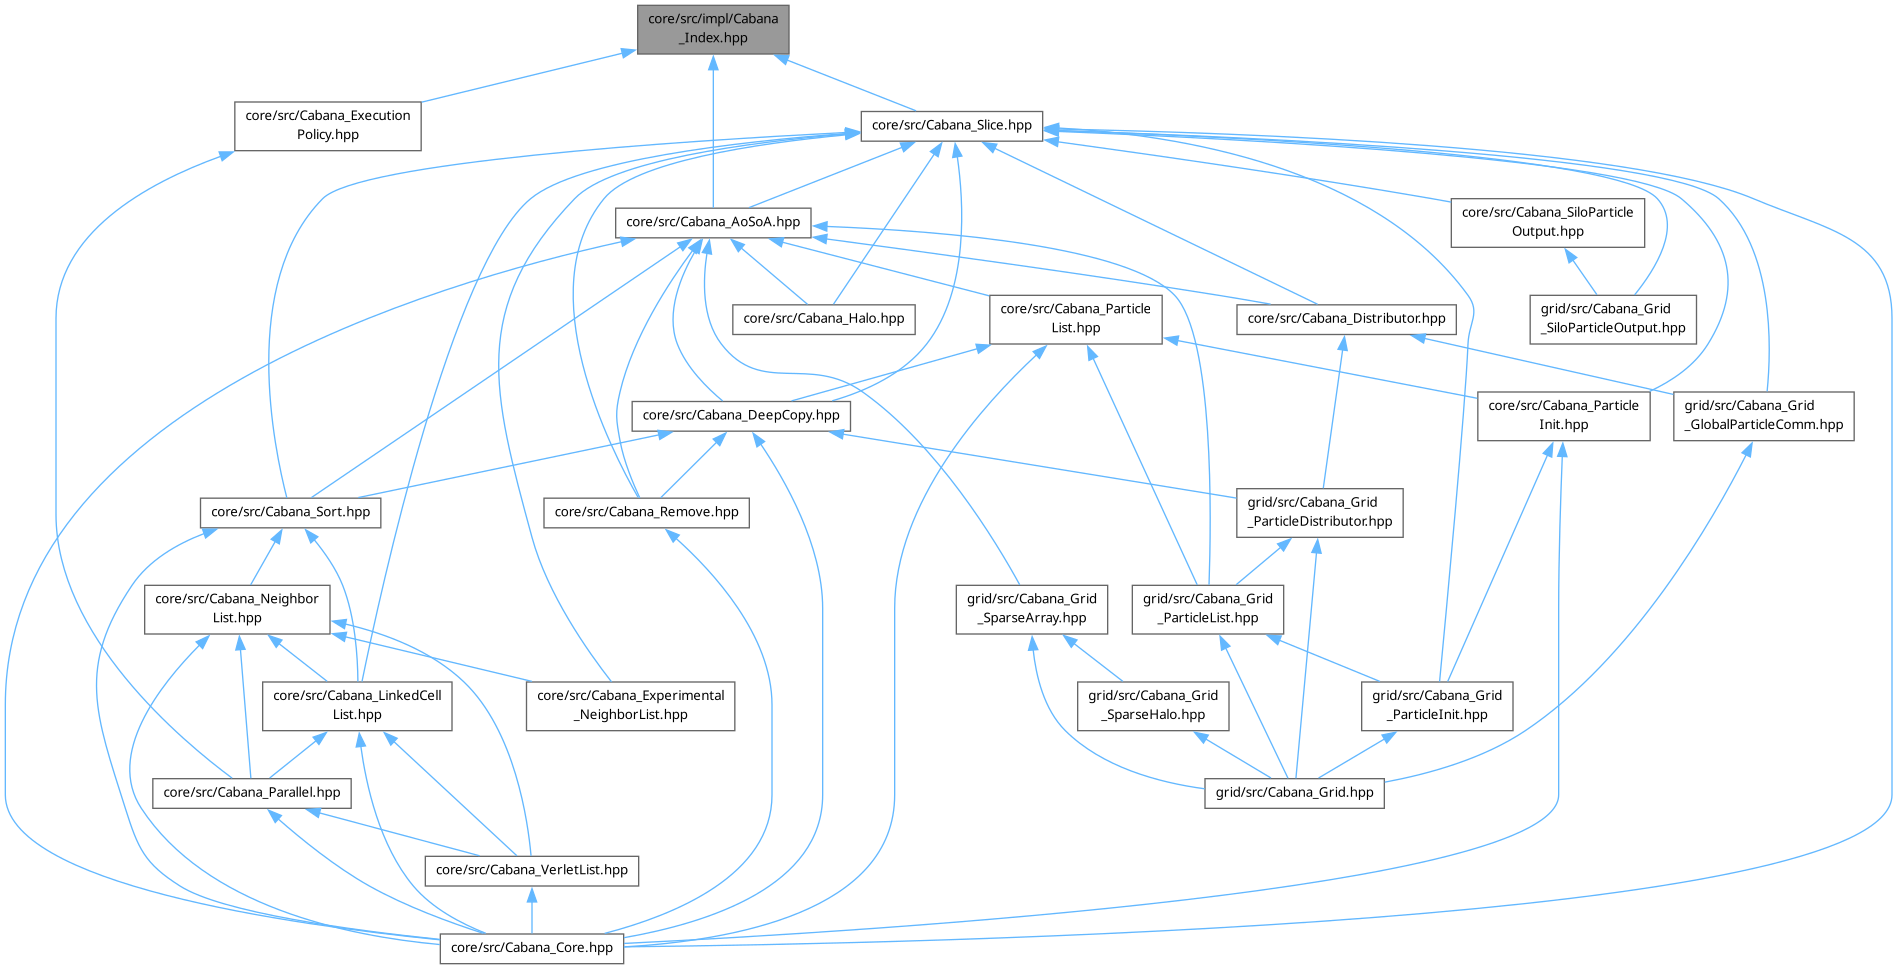 core/src/impl/Cabana
_Index.hpp
core/src/Cabana_Execution
Policy.hpp
core/src/Cabana_Slice.hpp
core/src/Cabana_AoSoA.hpp
core/src/Cabana_SiloParticle
Output.hpp
core/src/Cabana_Halo.hpp
core/src/Cabana_Particle
List.hpp
core/src/Cabana_Distributor.hpp
grid/src/Cabana_Grid
_SiloParticleOutput.hpp
core/src/Cabana_DeepCopy.hpp
core/src/Cabana_Particle
Init.hpp
grid/src/Cabana_Grid
_GlobalParticleComm.hpp
core/src/Cabana_Sort.hpp
core/src/Cabana_Remove.hpp
grid/src/Cabana_Grid
_ParticleDistributor.hpp
core/src/Cabana_Neighbor
List.hpp
grid/src/Cabana_Grid
_SparseArray.hpp
grid/src/Cabana_Grid
_ParticleList.hpp
core/src/Cabana_LinkedCell
List.hpp
core/src/Cabana_Experimental
_NeighborList.hpp
grid/src/Cabana_Grid
_SparseHalo.hpp
grid/src/Cabana_Grid
_ParticleInit.hpp
core/src/Cabana_Parallel.hpp
grid/src/Cabana_Grid.hpp
core/src/Cabana_VerletList.hpp
core/src/Cabana_Core.hpp